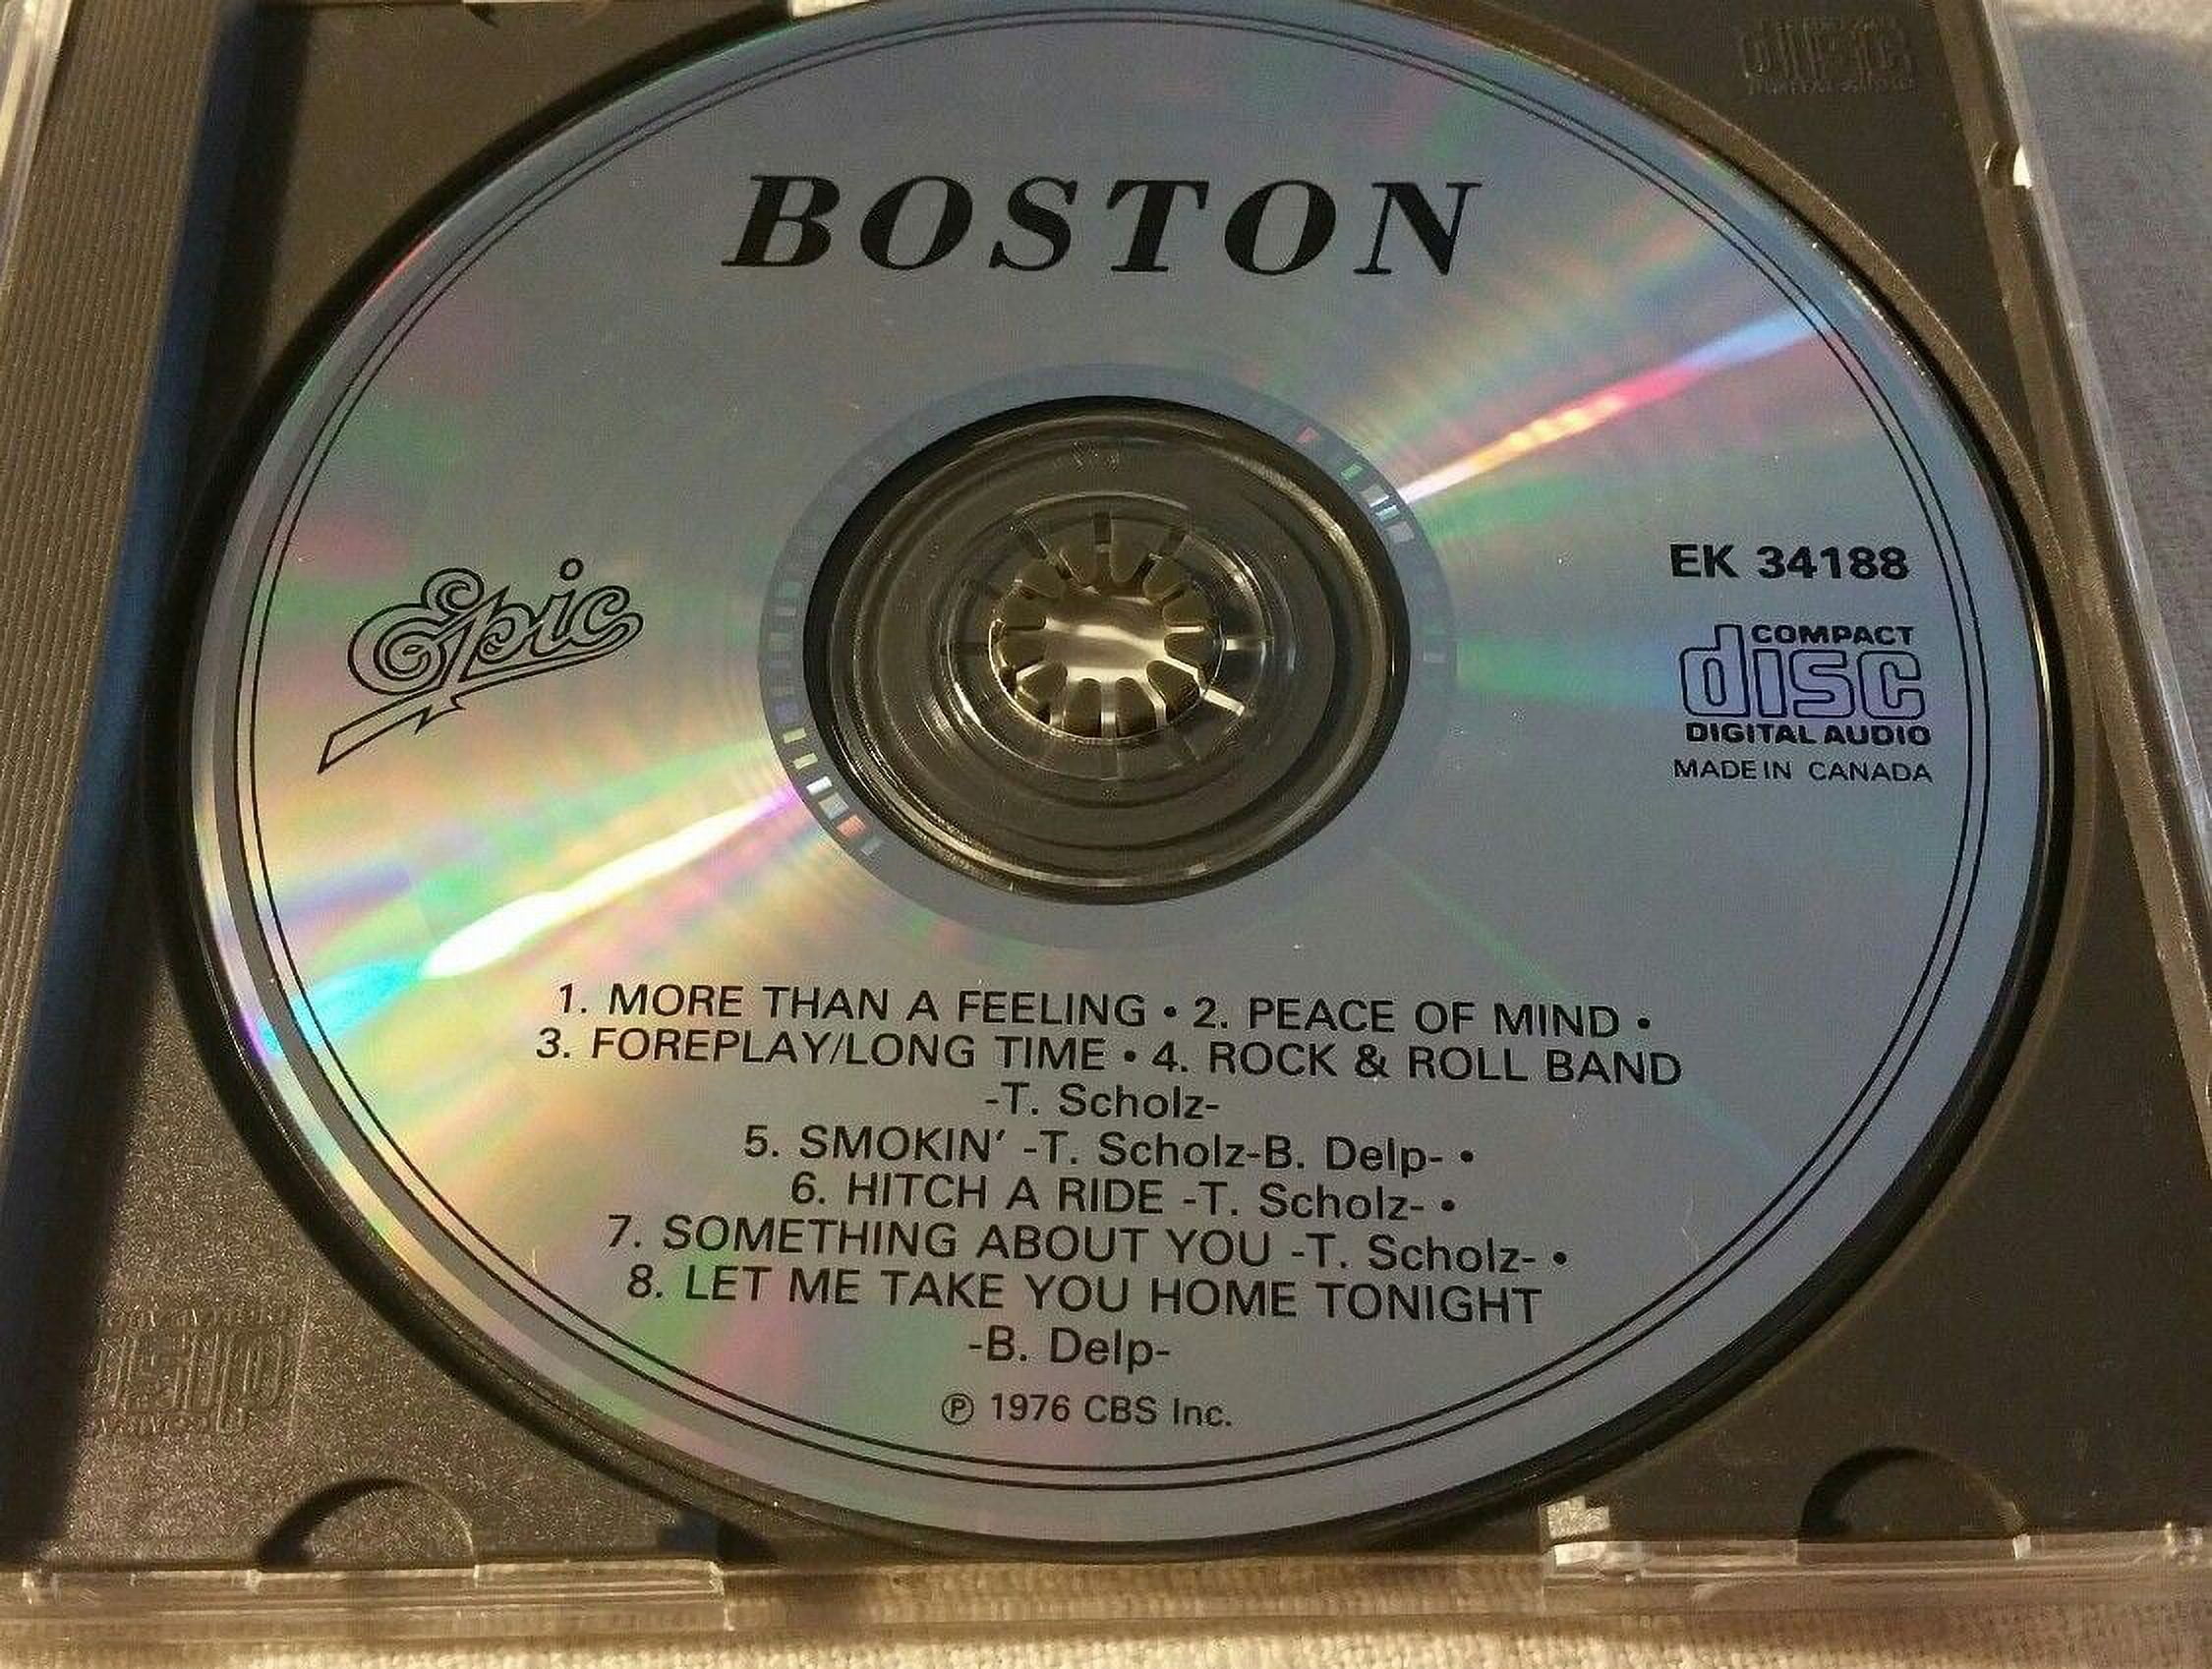 BOSTON
Epic
EK 34188
COMPACT
disc
DIGITAL AUDIO
MADE IN CANADA
1. MORE THAN A FEELING • 2. PEACE OF MIND •
3. FOREPLAY/LONG TIME • 4. ROCK & ROLL BAND
-T. Scholz-
5. SMOKIN' -T. Scholz-B. Delp- •
6. HITCH A RIDE -T. Scholz- •
7. SOMETHING ABOUT YOU -T. Scholz- •
8. LET ME TAKE YOU HOME TONIGHT
-B. Delp-
℗ 1976 CBS Inc.